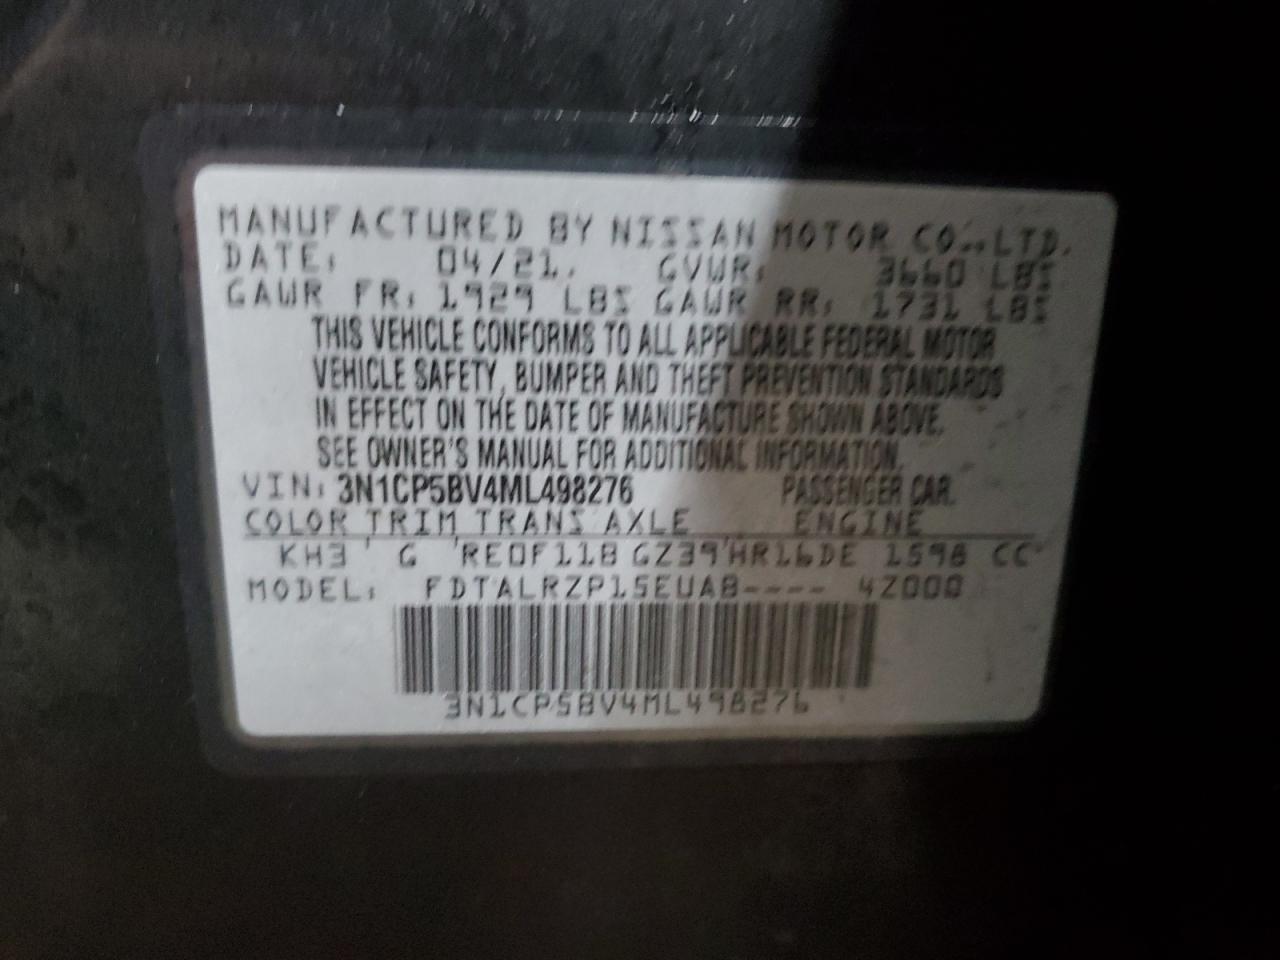 MANUFACTURED BY NISSAN MOTOR CO.,LTD.
DATE: 04/21. GVWR: 3660 LBS
GAWR FR: 1929 LBS GAWR RR: 1731 LBS
THIS VEHICLE CONFORMS TO ALL APPLICABLE FEDERAL MOTOR
VEHICLE SAFETY, BUMPER AND THEFT PREVENTION STANDARDS
IN EFFECT ON THE DATE OF MANUFACTURE SHOWN ABOVE.
SEE OWNER'S MANUAL FOR ADDITIONAL INFORMATION.
VIN: 3N1CP5BV4ML498276 PASSENGER CAR.
COLOR TRIM TRANS AXLE ENGINE
KH3 G RE0F11B GZ39 HR16DE 1598 CC
MODEL: FDTALRZP15EUAB---- 4Z000
3N1CP5BV4ML498276